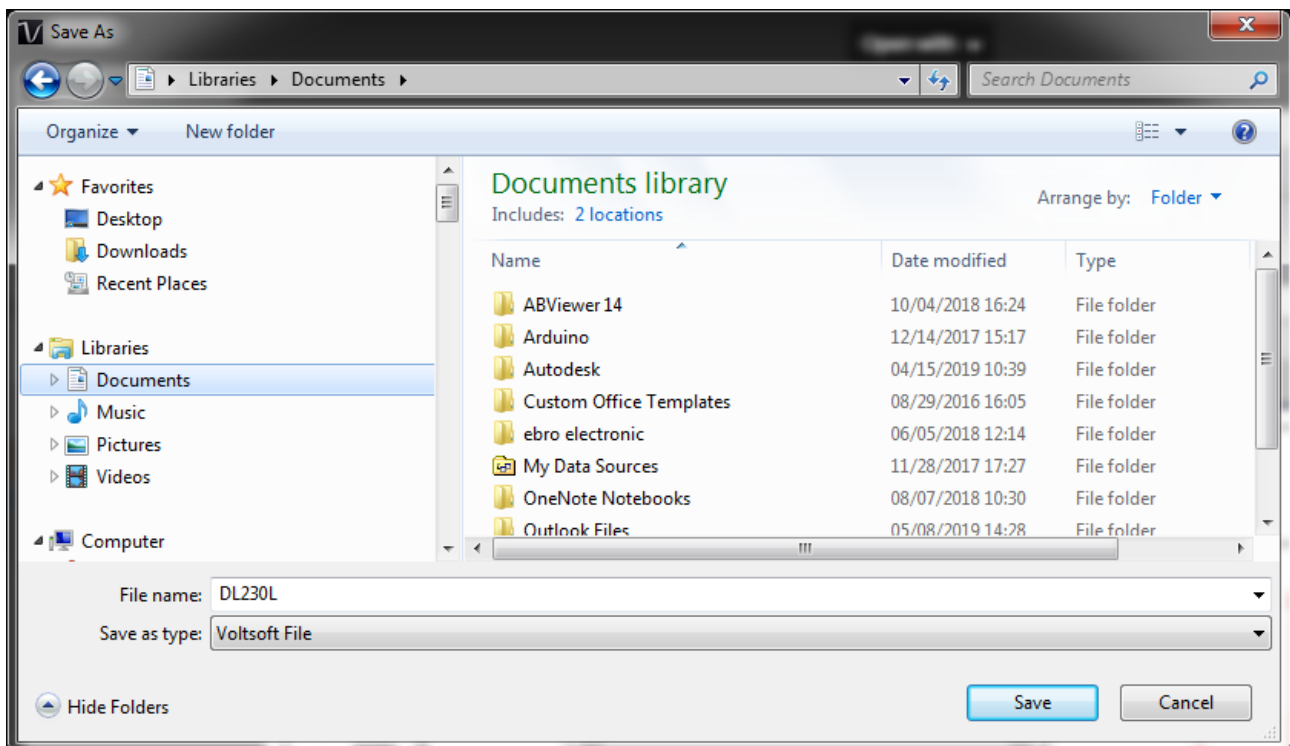 Save As
Libraries Documents
Search Documents
Organize New folder
Favorites
Desktop
Downloads
Recent Places
Libraries
Documents
Music
Pictures
Videos
Computer
Documents library
Includes: 2 locations
Arrange by: Folder
Name Date modified Type
ABViewer 14 10/04/2018 16:24 File folder
Arduino 12/14/2017 15:17 File folder
Autodesk 04/15/2019 10:39 File folder
Custom Office Templates 08/29/2016 16:05 File folder
ebro electronic 06/05/2018 12:14 File folder
My Data Sources 11/28/2017 17:27 File folder
OneNote Notebooks 08/07/2018 10:30 File folder
Outlook Files 05/08/2019 14:28 File folder
File name: DL230L
Save as type: Voltsoft File
Hide Folders
Save Cancel